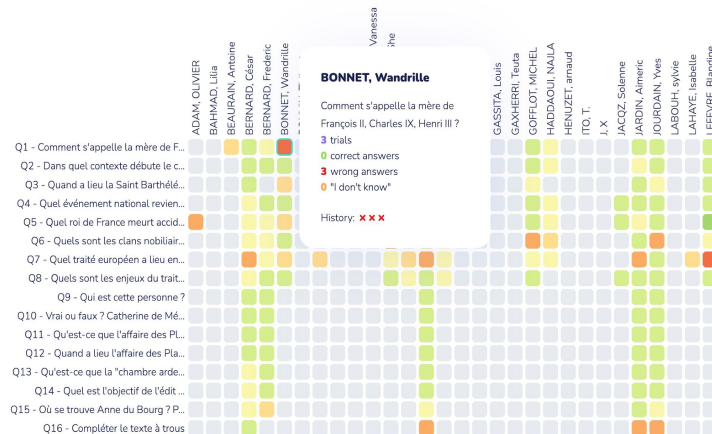 Vanessa
ADAM, OLIVIER
BAHMAD, Lilia
BEAURAIN, Antoine
BERNARD, César
BERNARD, Frederic
BONNET, Wandrille
GASSITA, Louis
GAXHERRI, Teuta
GOFFLOT, MICHEL
HADDAOUI, NAJLA
HENUZET, arnaud
ITO, T.
J, X
JACQZ, Solenne
JARDIN, Aimeric
JOURDAIN, Yves
LABOUH, sylvie
LAHAYE, Isabelle
LEFEVRE, Blandine
BONNET, Wandrille
Comment s'appelle la mère de
François II, Charles IX, Henri III ?
3 trials
0 correct answers
3 wrong answers
0 "I don't know"
History: × × ×
Q1 - Comment s'appelle la mère de F...
Q2 - Dans quel contexte débute le c...
Q3 - Quand a lieu la Saint Barthélé...
Q4 - Quel événement national revien...
Q5 - Quel roi de France meurt accid...
Q6 - Quels sont les clans nobiliair...
Q7 - Quel traité européen a lieu en...
Q8 - Quels sont les enjeux du trait...
Q9 - Qui est cette personne ?
Q10 - Vrai ou faux ? Catherine de Mé...
Q11 - Qu'est-ce que l'affaire des Pl...
Q12 - Quand a lieu l'affaire des Pla...
Q13 - Qu'est-ce que la "chambre arde...
Q14 - Quel est l'objectif de l'édit ...
Q15 - Où se trouve Anne du Bourg ? P...
Q16 - Compléter le texte à trous